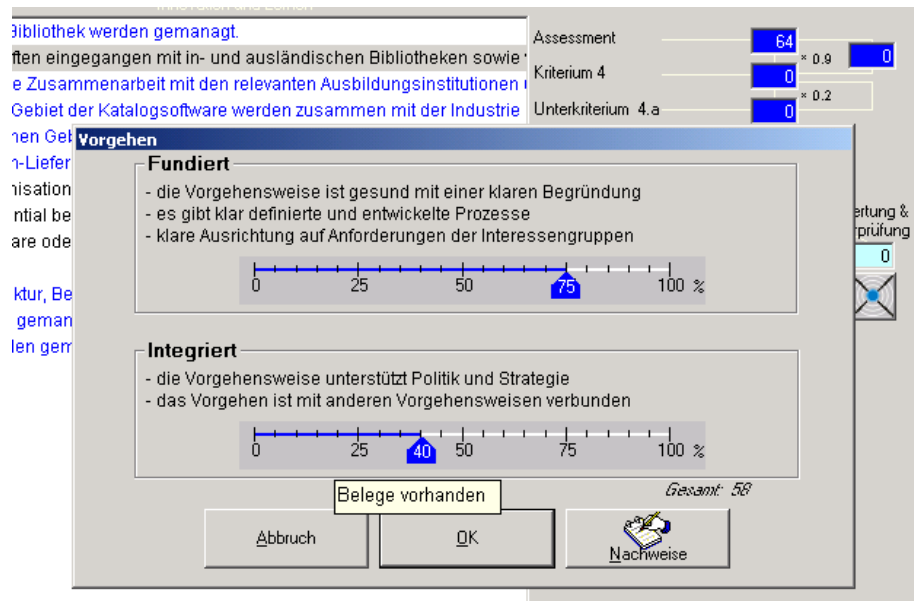 Bibliothek werden gemanagt.
ften eingegangen mit in- und ausländischen Bibliotheken sowie
e Zusammenarbeit mit den relevanten Ausbildungsinstitutionen
Gebiet der Katalogsoftware werden zusammen mit der Industrie
nen Geb
n-Liefer
nisation
ntial be
are ode
ktur, Be
geman
len gem
Assessment 64
× 0.9 0
Kriterium 4 0
× 0.2
Unterkriterium 4.a 0
ertung &
rprüfung
0
Vorgehen
Fundiert
- die Vorgehensweise ist gesund mit einer klaren Begründung
- es gibt klar definierte und entwickelte Prozesse
- klare Ausrichtung auf Anforderungen der Interessengruppen
0 25 50 75 100 %
Integriert
- die Vorgehensweise unterstützt Politik und Strategie
- das Vorgehen ist mit anderen Vorgehensweisen verbunden
0 25 40 50 75 100 %
Gesamt: 58
Belege vorhanden
Abbruch
OK
Nachweise